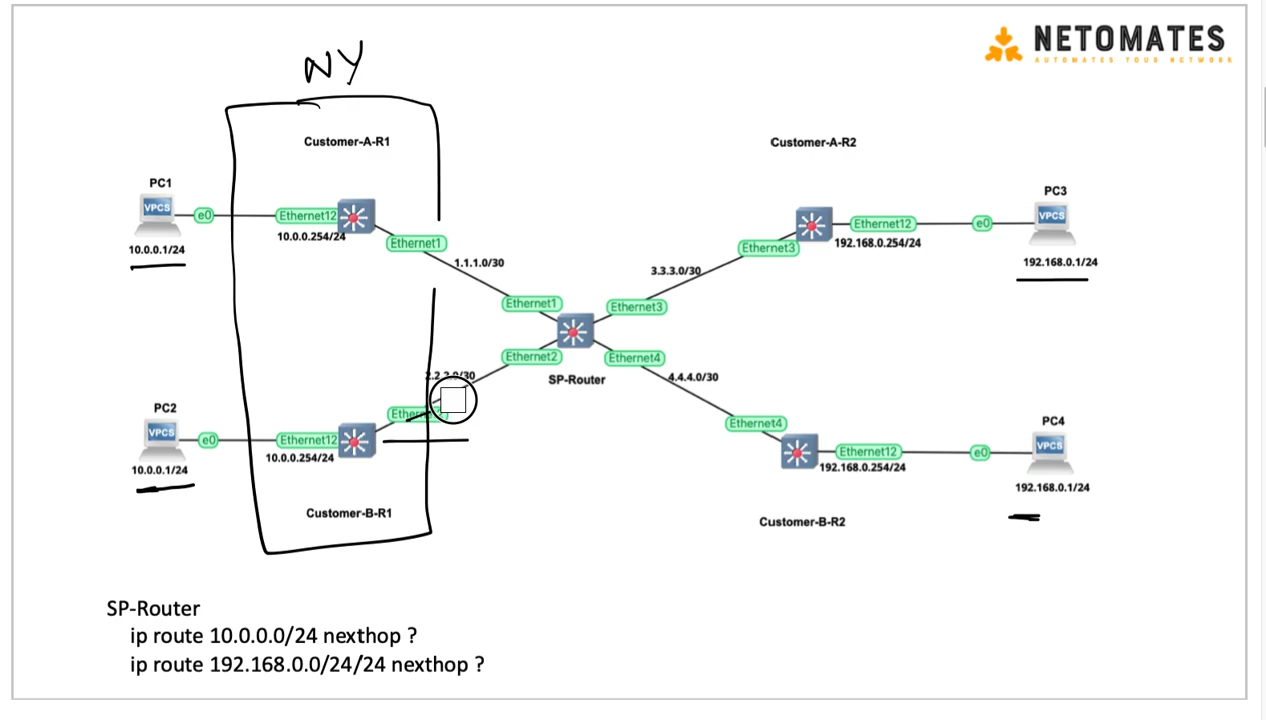 NETOMATES
AUTOMATES YOUR NETWORK
NY
Customer-A-R1
Customer-A-R2
PC1
VPCS
e0
Ethernet12
10.0.0.1/24
10.0.0.254/24
Ethernet1
1.1.1.0/30
Ethernet1
PC3
VPCS
e0
Ethernet12
192.168.0.254/24
192.168.0.1/24
Ethernet3
3.3.3.0/30
Ethernet3
SP-Router
Ethernet2
Ethernet4
4.4.4.0/30
Ethernet4
PC2
VPCS
e0
Ethernet12
10.0.0.1/24
10.0.0.254/24
PC4
VPCS
e0
Ethernet12
192.168.0.254/24
192.168.0.1/24
Customer-B-R1
Customer-B-R2
SP-Router
ip route 10.0.0.0/24 nexthop ?
ip route 192.168.0.0/24/24 nexthop ?